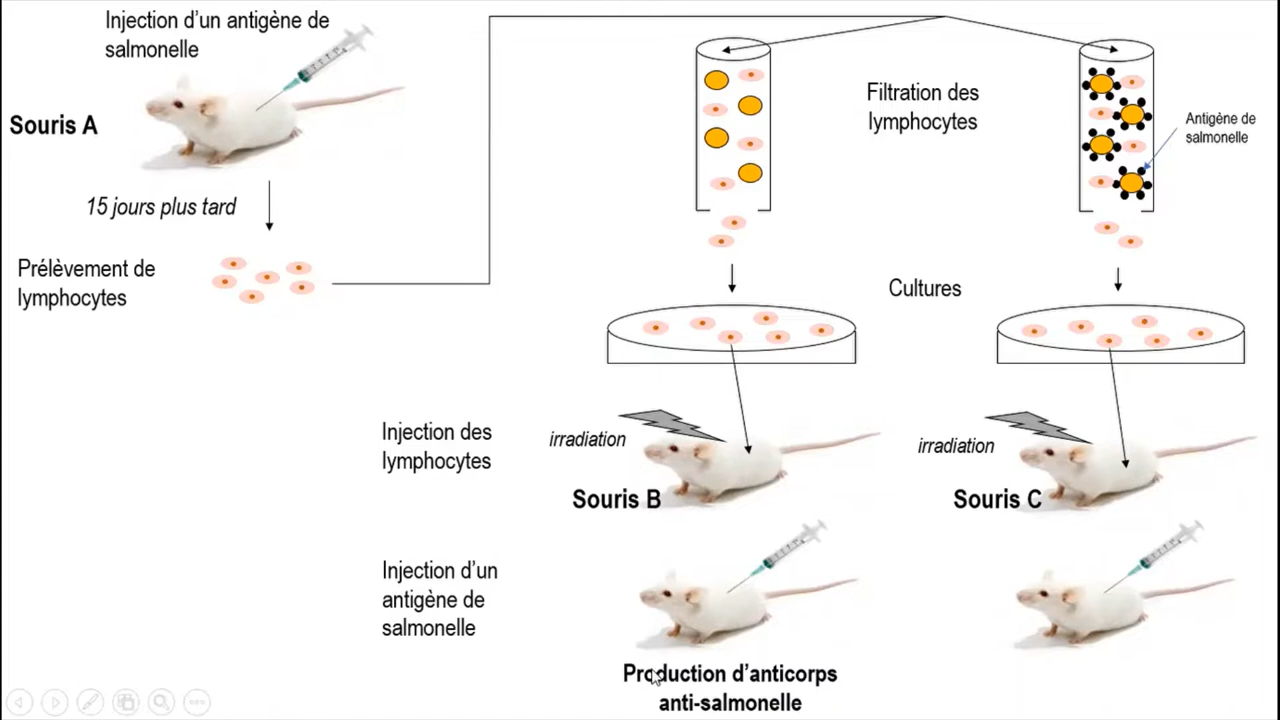 Injection d'un antigène de
salmonelle
Souris A
15 jours plus tard
Prélèvement de
lymphocytes
Filtration des
lymphocytes
Antigène de
salmonelle
Cultures
Injection des
lymphocytes
irradiation
irradiation
Souris B
Souris C
Injection d'un
antigène de
salmonelle
Production d'anticorps
anti-salmonelle